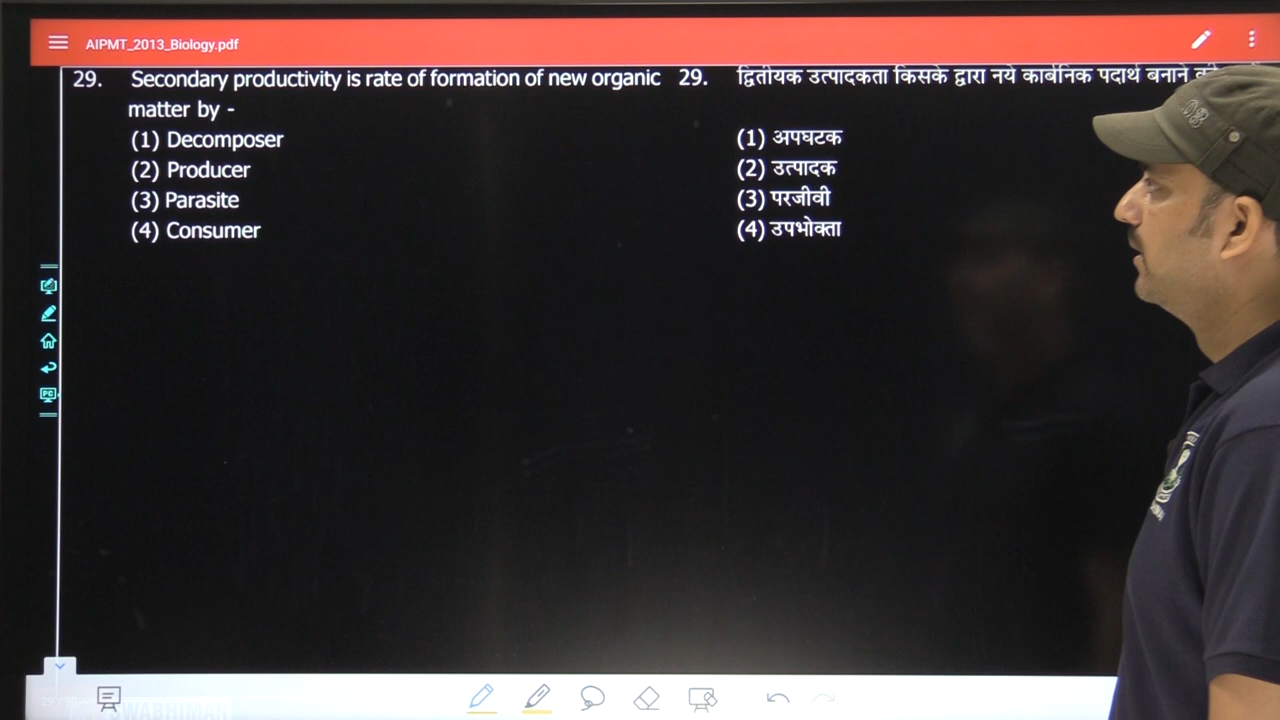 AIPMT_2013_Biology.pdf
29. Secondary productivity is rate of formation of new organic
matter by -
(1) Decomposer
(2) Producer
(3) Parasite
(4) Consumer
29. द्वितीयक उत्पादकता किसके द्वारा नये कार्बनिक पदार्थ बनाने
(1) अपघटक
(2) उत्पादक
(3) परजीवी
(4) उपभोक्ता
PC
SWABHIMAN